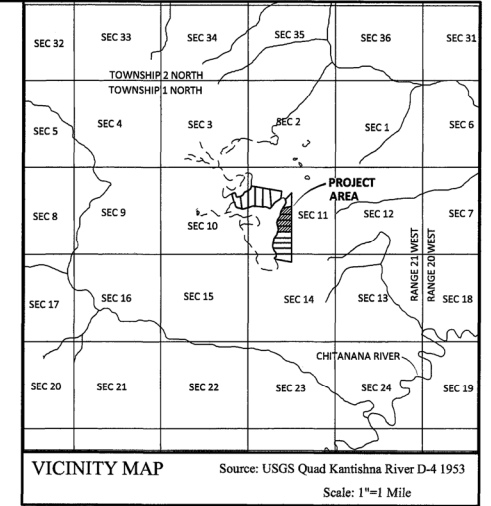 SEC 32 SEC 33 SEC 34 SEC 35 SEC 36 SEC 31
TOWNSHIP 2 NORTH
TOWNSHIP 1 NORTH
SEC 5 SEC 4 SEC 3 SEC 2 SEC 1 SEC 6
PROJECT
AREA
SEC 8 SEC 9 SEC 10 SEC 11 SEC 12 SEC 7
RANGE 21 WEST
RANGE 20 WEST
SEC 17 SEC 16 SEC 15 SEC 14 SEC 13 SEC 18
CHITANANA RIVER
SEC 20 SEC 21 SEC 22 SEC 23 SEC 24 SEC 19
VICINITY MAP
Source: USGS Quad Kantishna River D-4 1953
Scale: 1"=1 Mile